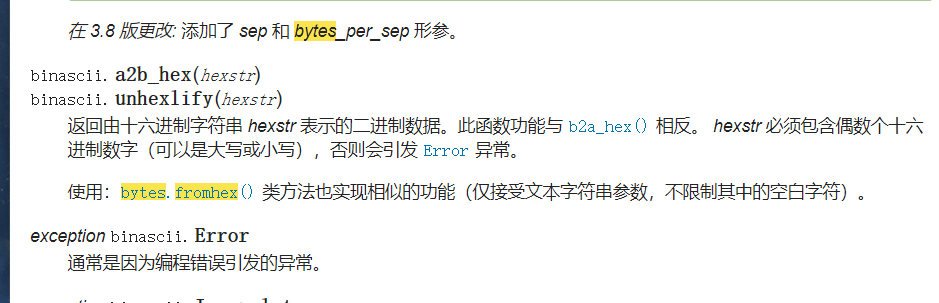 在 3.8 版更改: 添加了 sep 和 bytes_per_sep 形参。
binascii. a2b_hex(hexstr)
binascii. unhexlify(hexstr)
返回由十六进制字符串 hexstr 表示的二进制数据。此函数功能与 b2a_hex() 相反。 hexstr 必须包含偶数个十六
进制数字（可以是大写或小写），否则会引发 Error 异常。
使用：bytes.fromhex() 类方法也实现相似的功能（仅接受文本字符串参数，不限制其中的空白字符）。
exception binascii. Error
通常是因为编程错误引发的异常。